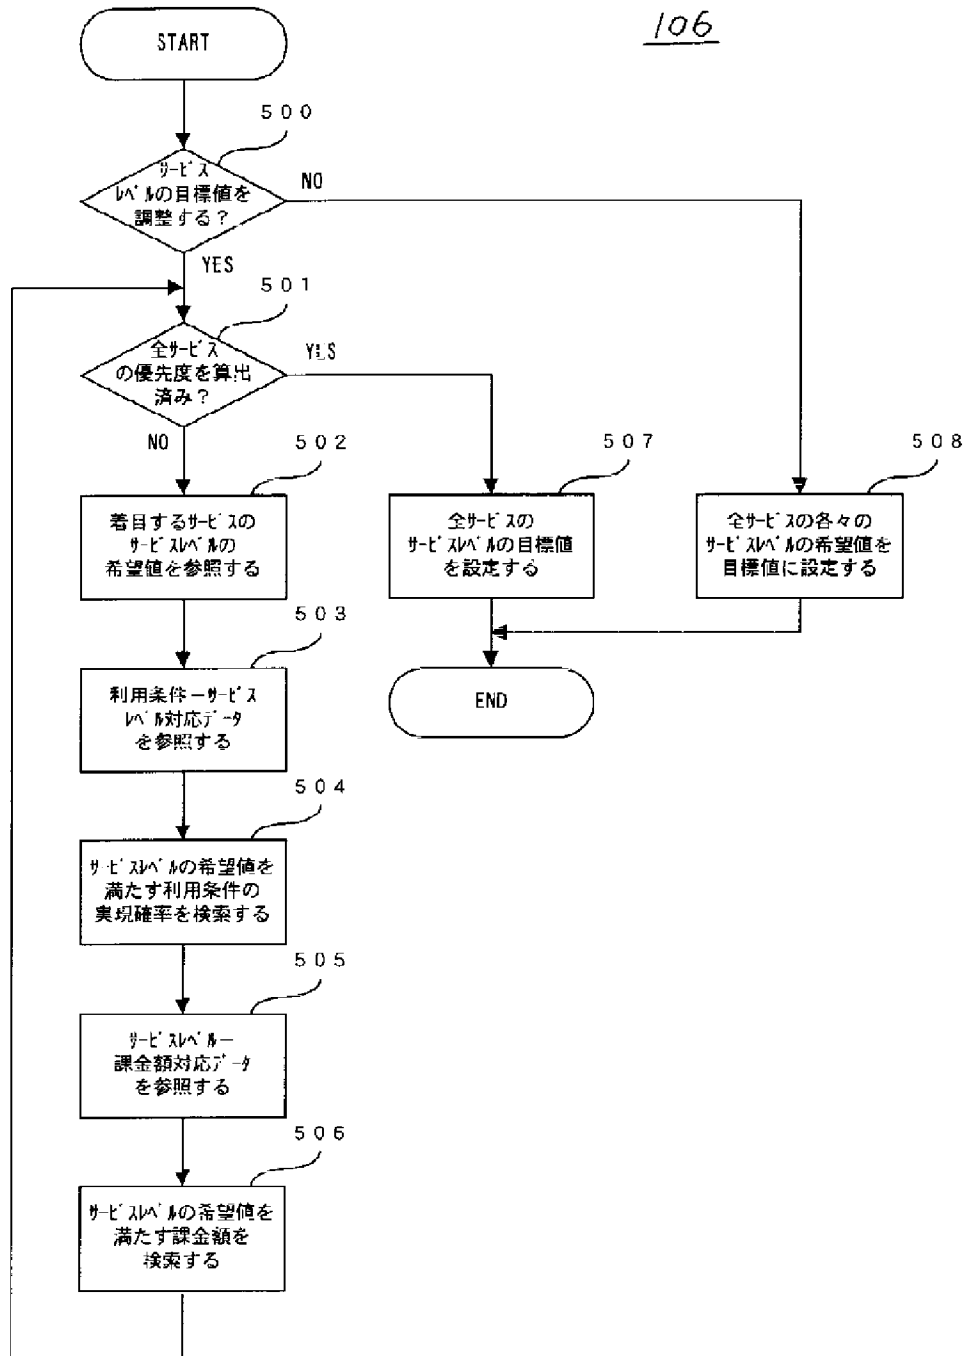 106
START
500
サービス
レベルの目標値を
調整する?
NO
YES
501
全サービス
の優先度を算出
済み?
YES
NO
502
着目するサービスの
サービスレベルの
希望値を参照する
507
全サービスの
サービスレベルの目標値
を設定する
508
全サービスの各々の
サービスレベルの希望値を
目標値に設定する
503
利用条件ーサービス
レベル対応データ
を参照する
END
504
サービスレベルの希望値を
満たす利用条件の
実現確率を検索する
505
サービスレベルー
課金額対応データ
を参照する
506
サービスレベルの希望値を
満たす課金額を
検索する